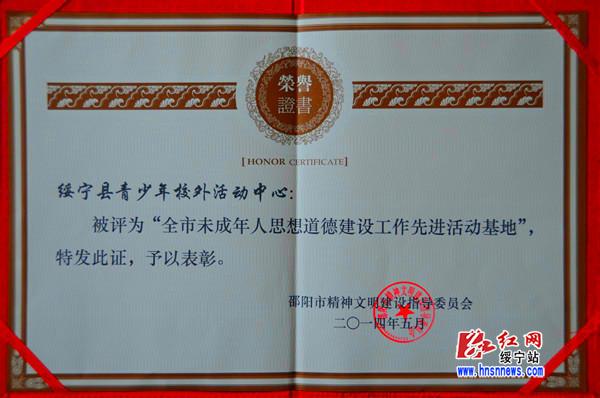 榮譽
證書
[HONOR CERTIFICATE]
绥宁县青少年校外活动中心:
被评为“全市未成年人思想道德建设工作先进活动基地”,
特发此证,予以表彰。
邵阳市精神文明建设指导委员会
二〇一四年五月
红网
绥宁站
www.hnsnnews.com